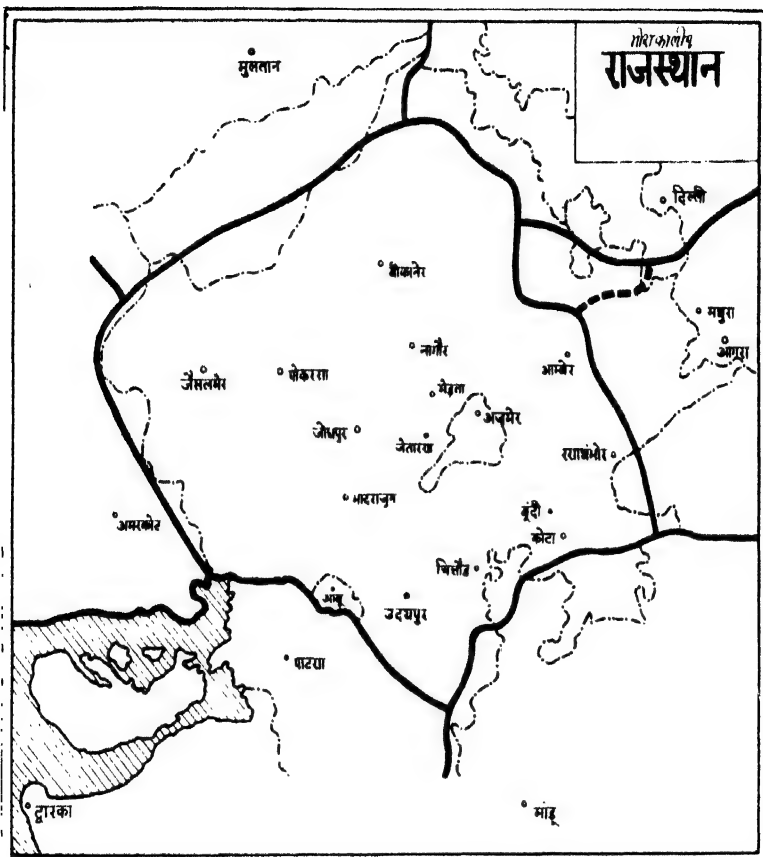 मीराकालीन
राजस्थान
मुलतान
दिल्ली
बीकानेर
मथुरा
आगरा
नागौर
आम्बेर
जैसलमेर
पोकरण
मेड़ता
अजमेर
जोधपुर
जेतारण
रणथंभोर
भादराजुण
बूंदी
अमरकोट
कोटा
चित्तौड़
आबू
उदयपुर
पाटण
द्वारका
मांडू